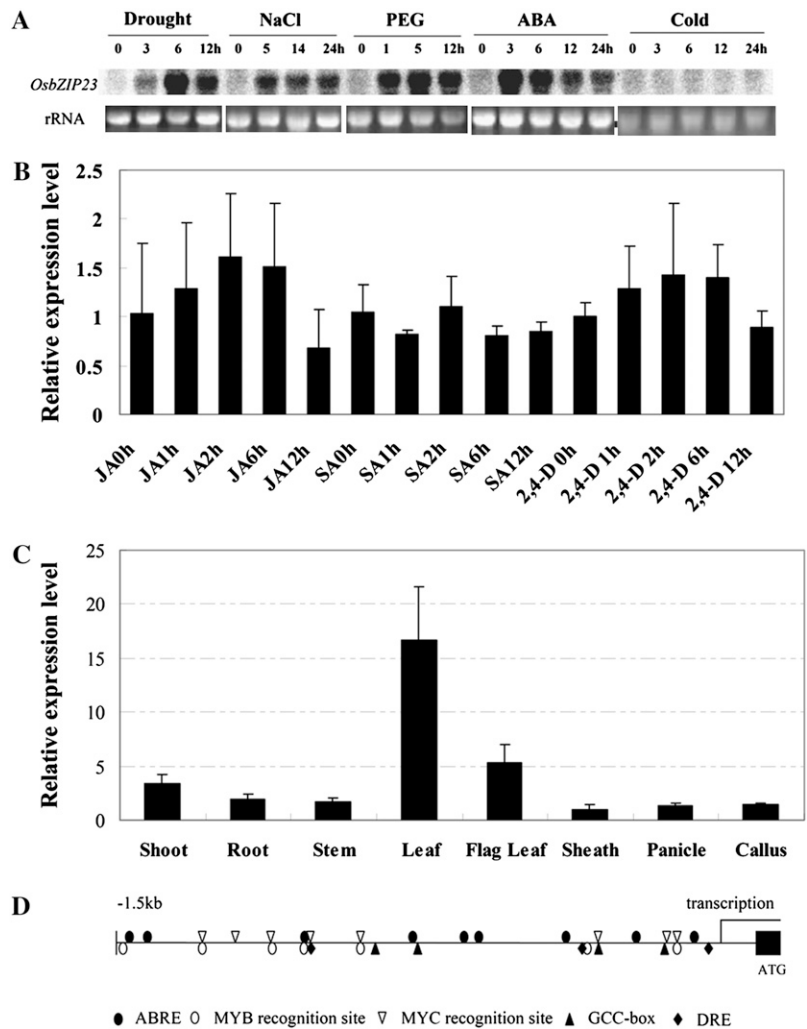 A
Drought NaCl PEG ABA Cold
0 3 6 12h 0 5 14 24h 0 1 5 12h 0 3 6 12 24h 0 3 6 12 24h
OsbZIP23
rRNA
B
Relative expression level
2.5
2
1.5
1
0.5
0
JA0h JA1h JA2h JA6h JA12h SA0h SA1h SA2h SA6h SA12h 2,4-D 0h 2,4-D 1h 2,4-D 2h 2,4-D 6h 2,4-D 12h
C
Relative expression level
25
20
15
10
5
0
Shoot Root Stem Leaf Flag Leaf Sheath Panicle Callus
D
-1.5kb transcription
ATG
ABRE MYB recognition site MYC recognition site GCC-box DRE